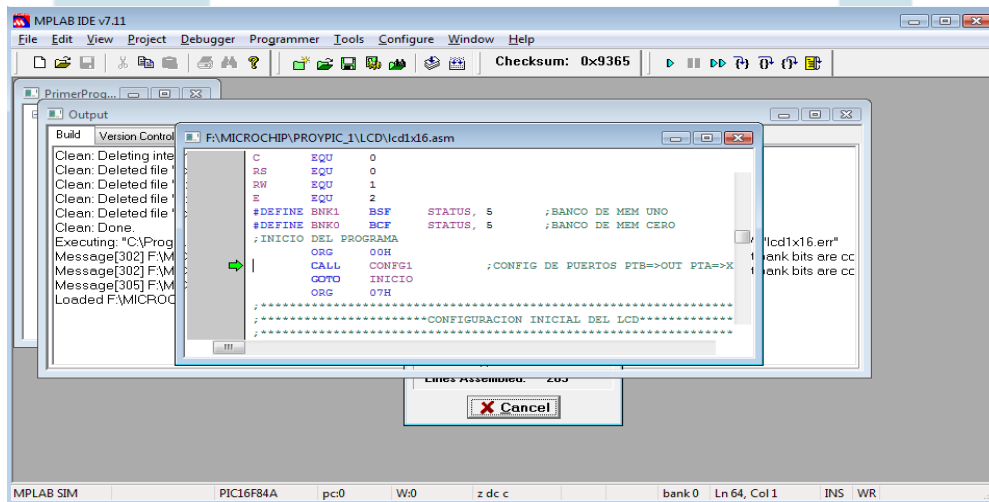 MPLAB IDE v7.11
File Edit View Project Debugger Programmer Tools Configure Window Help
Checksum: 0x9365
PrimerProg...
Output
Build Version Control
F:\MICROCHIP\PROYPIC_1\LCD\lcd1x16.asm
Clean: Deleting inte
Clean: Deleted file "
Clean: Deleted file "
Clean: Deleted file "
Clean: Deleted file "
Clean: Done.
Executing: "C:\Prog
"lcd1x16.err"
Message[302] F:\M
bank bits are cc
Message[302] F:\M
bank bits are cc
Message[305] F:\M
Loaded F:\MICROC
C EQU 0
RS EQU 0
RW EQU 1
E EQU 2
#DEFINE BNK1 BSF STATUS, 5 ;BANCO DE MEM UNO
#DEFINE BNK0 BCF STATUS, 5 ;BANCO DE MEM CERO
;INICIO DEL PROGRAMA
ORG 00H
CALL CONFG1 ;CONFIG DE PUERTOS PTB=>OUT PTA=>X
GOTO INICIO
ORG 07H
;*****************************************************************
;***********************CONFIGURACION INICIAL DEL LCD*************
;*****************************************************************
Lines Assembled: 265
Cancel
MPLAB SIM PIC16F84A pc:0 W:0 z dc c bank 0 Ln 64, Col 1 INS WR